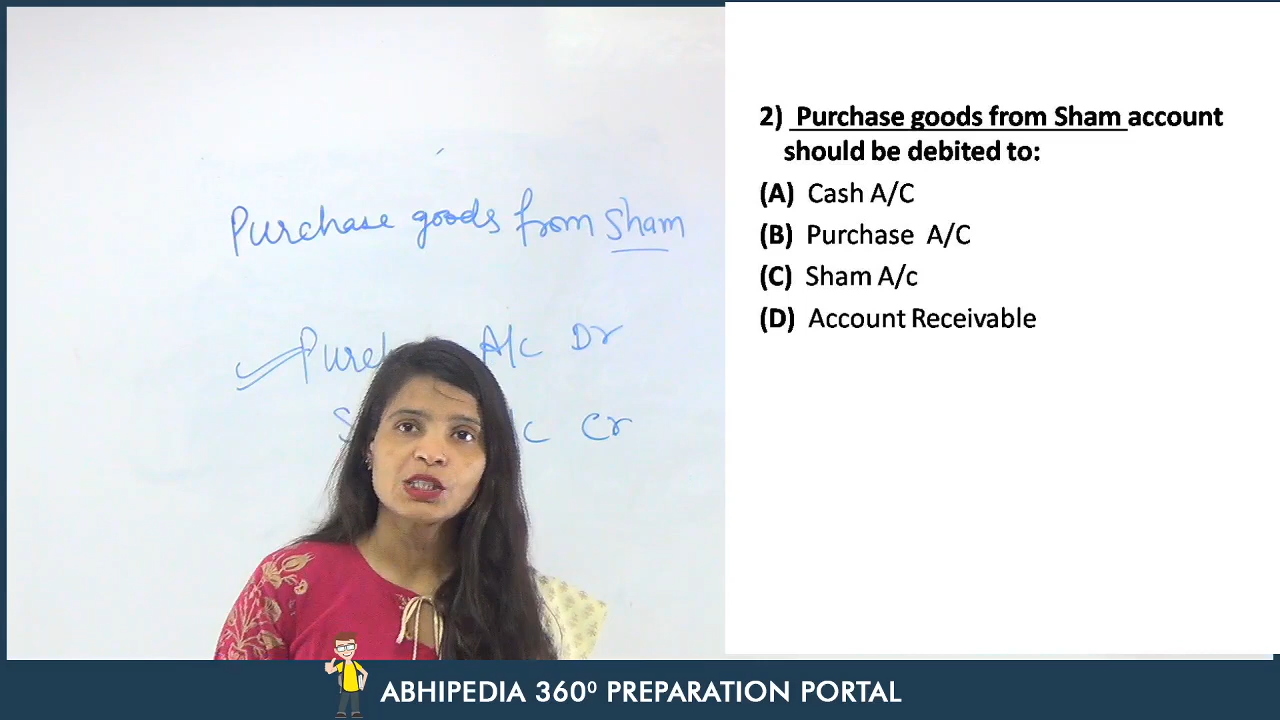 Purchase goods from Sham
A/c Dr
Cr
2) Purchase goods from Sham account
should be debited to:
(A) Cash A/C
(B) Purchase A/C
(C) Sham A/c
(D) Account Receivable
ABHIPEDIA 360⁰ PREPARATION PORTAL